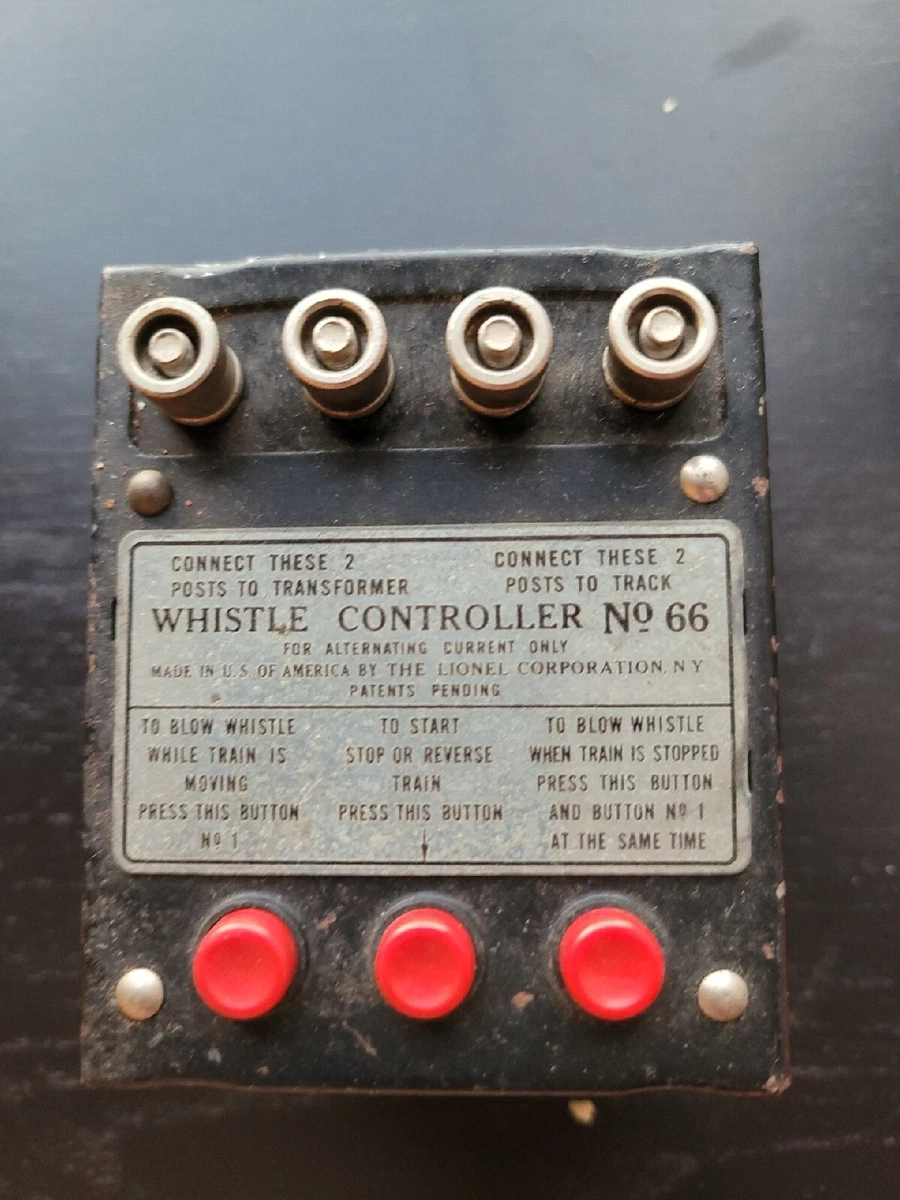 CONNECT THESE 2 CONNECT THESE 2
POSTS TO TRANSFORMER POSTS TO TRACK
WHISTLE CONTROLLER Nº 66
FOR ALTERNATING CURRENT ONLY
MADE IN U.S. OF AMERICA BY THE LIONEL CORPORATION, N Y
PATENTS PENDING
TO BLOW WHISTLE
WHILE TRAIN IS
MOVING
PRESS THIS BUTTON
Nº 1
TO START
STOP OR REVERSE
TRAIN
PRESS THIS BUTTON
TO BLOW WHISTLE
WHEN TRAIN IS STOPPED
PRESS THIS BUTTON
AND BUTTON Nº 1
AT THE SAME TIME